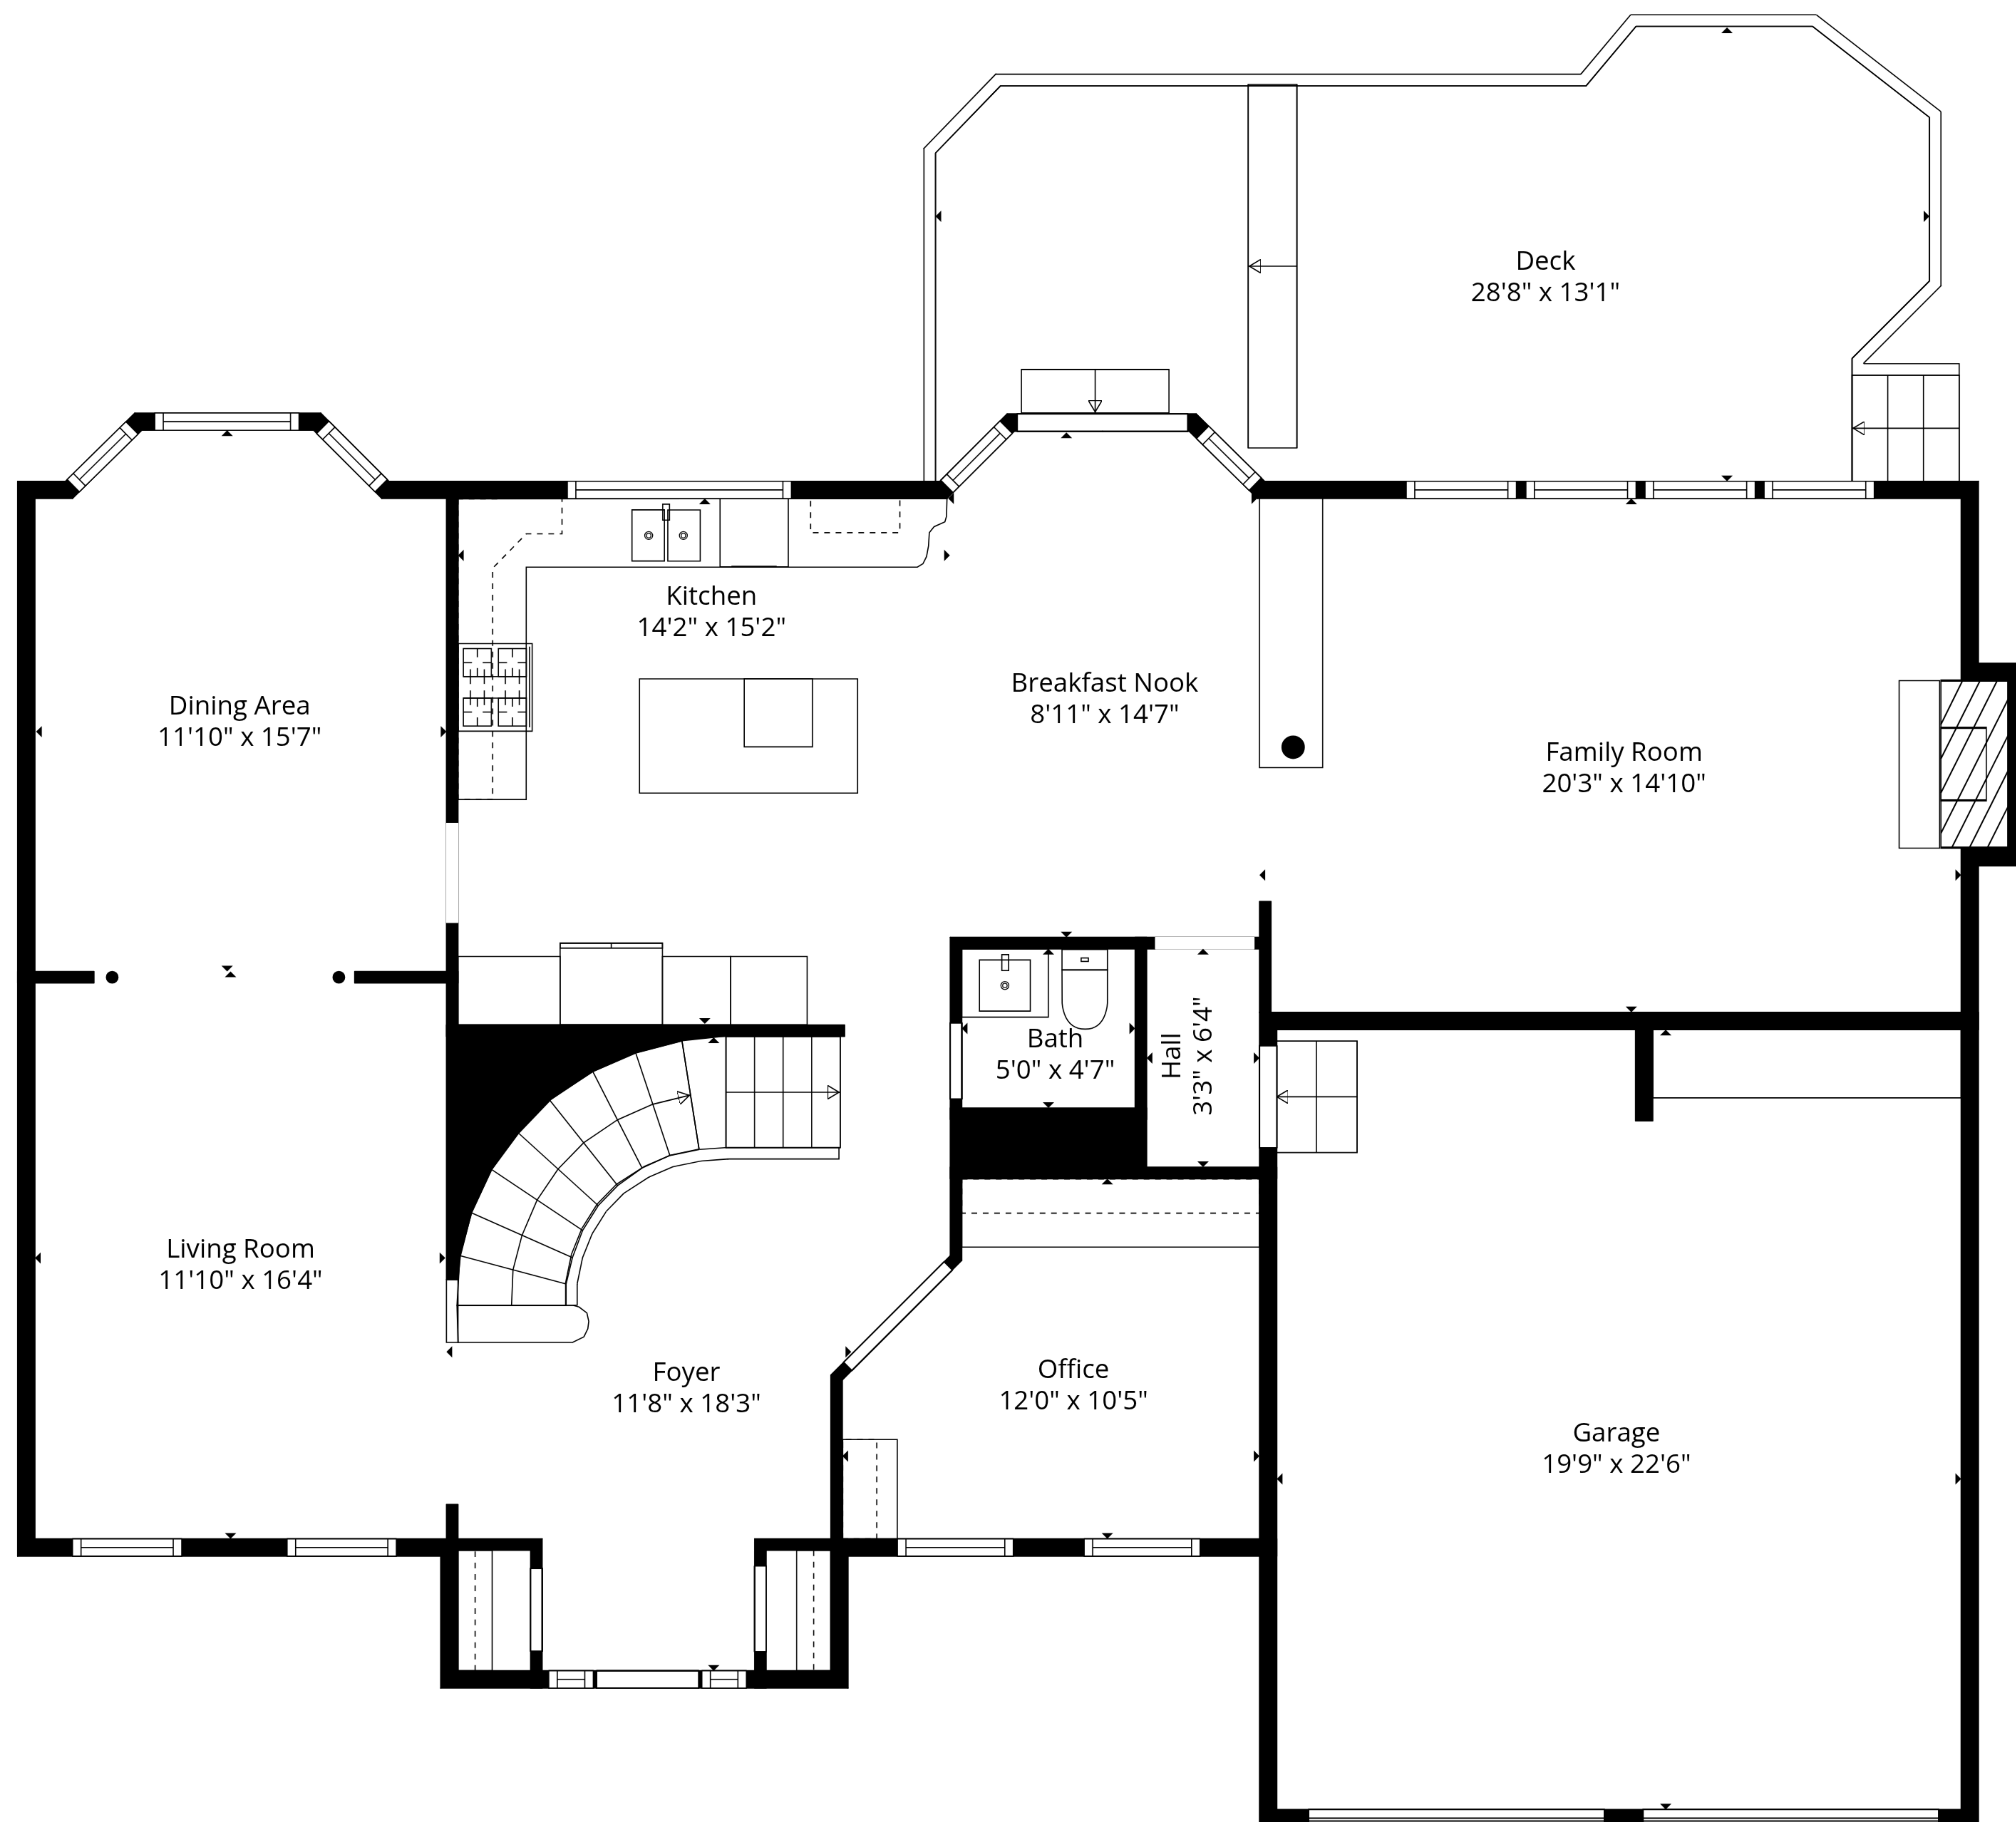 Deck
28'8" x 13'1"
Kitchen
14'2" x 15'2"
Breakfast Nook
8'11" x 14'7"
Dining Area
11'10" x 15'7"
Family Room
20'3" x 14'10"
Bath
5'0" x 4'7"
Hall
3'3" x 6'4"
Living Room
11'10" x 16'4"
Foyer
11'8" x 18'3"
Office
12'0" x 10'5"
Garage
19'9" x 22'6"